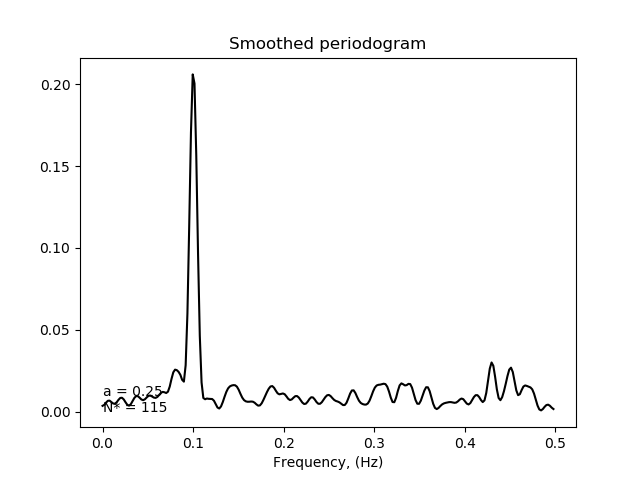 Smoothed periodogram
0.20
0.15
0.10
0.05
0.00
a = 0.25
N* = 115
0.0 0.1 0.2 0.3 0.4 0.5
Frequency, (Hz)